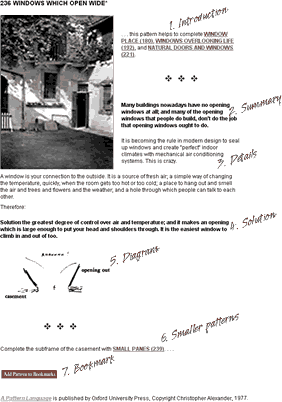 236 WINDOWS WHICH OPEN WIDE*
1. Introduction
. . . this pattern helps to complete WINDOW
PLACE (180), WINDOWS OVERLOOKING LIFE
(192), and NATURAL DOORS AND WINDOWS
(221).
2. Summary
Many buildings nowadays have no opening
windows at all; and many of the opening
windows that people do build, don't do the job
that opening windows ought to do.
It is becoming the rule in modern design to seal
up windows and create "perfect" indoor
climates with mechanical air conditioning
systems. This is crazy.
3. Details
A window is your connection to the outside. It is a source of fresh air; a simple way of changing
the temperature, quickly, when the room gets too hot or too cold; a place to hang out and smell
the air and trees and flowers and the weather; and a hole through which people can talk to each
other.
Therefore:
4. Solution
Solution the greatest degree of control over air and temperature; and it makes an opening
which is large enough to put your head and shoulders through. It is the easiest window to
climb in and out of too.
5. Diagram
opening out
casement
6. Smaller patterns
Complete the subframe of the casement with SMALL PANES (239). . . .
7. Bookmark
Add Pattern to Bookmarks
A Pattern Language is published by Oxford University Press, Copyright Christopher Alexander, 1977.